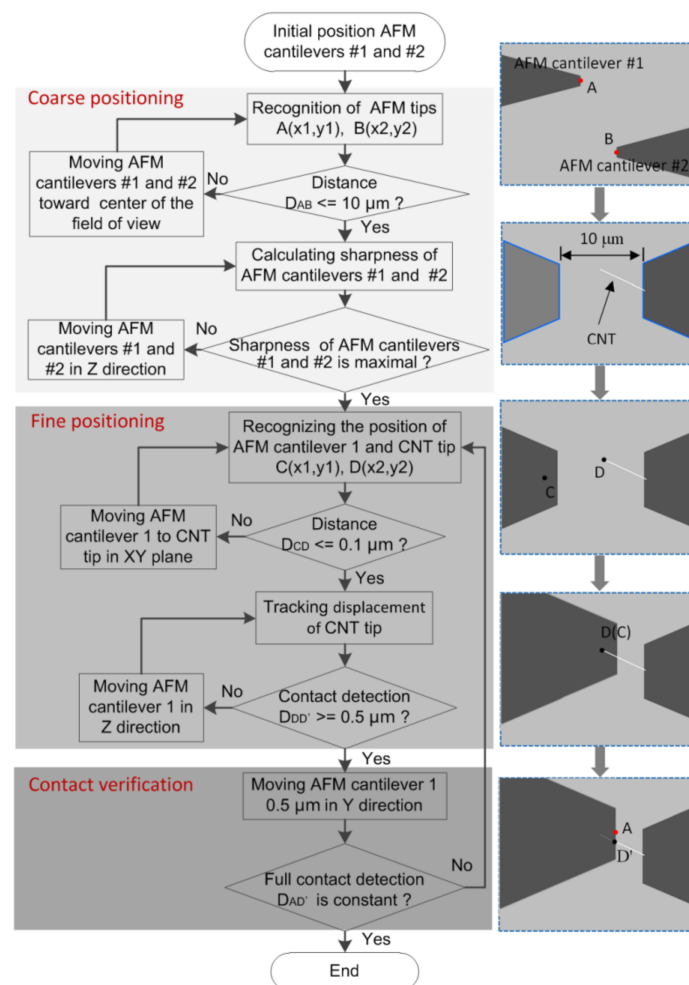 Initial position AFM
cantilevers #1 and #2
Coarse positioning
Recognition of AFM tips
A(x1,y1), B(x2,y2)
Moving AFM
cantilevers #1 and #2
toward center of the
field of view
No
Distance
DAB <= 10 μm ?
Yes
Calculating sharpness of
AFM cantilevers #1 and #2
Moving AFM
cantilevers #1 and
#2 in Z direction
No
Sharpness of AFM cantilevers
#1 and #2 is maximal ?
Yes
Fine positioning
Recognizing the position of
AFM cantilever 1 and CNT tip
C(x1,y1), D(x2,y2)
Moving AFM
cantilever 1 to CNT
tip in XY plane
No
Distance
DCD <= 0.1 μm ?
Yes
Tracking displacement
of CNT tip
Moving AFM
cantilever 1 in
Z direction
No
Contact detection
DDD' >= 0.5 μm ?
Yes
Contact verification
Moving AFM cantilever 1
0.5 μm in Y direction
No
Full contact detection
DAD' is constant ?
Yes
End
AFM cantilever #1
A
B
AFM cantilever #2
10 μm
CNT
D
C
D(C)
A
D'